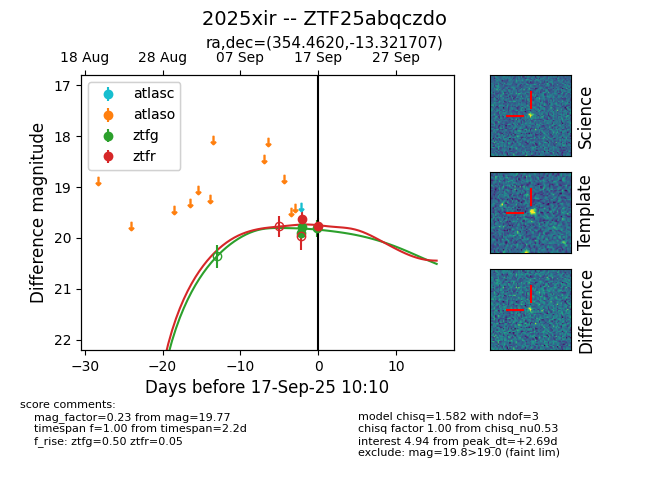 2025xir -- ZTF25abqczdo
ra,dec=(354.4620,-13.321707)
18 Aug 28 Aug 07 Sep 17 Sep 27 Sep
atlasc
atlaso
ztfg
ztfr
17
18
19
20
21
22
Difference magnitude
−30 −20 −10 0 10
Days before 17-Sep-25 10:10
Science
Template
Difference
score comments:
mag_factor=0.23 from mag=19.77
timespan f=1.00 from timespan=2.2d
f_rise: ztfg=0.50 ztfr=0.05
model chisq=1.582 with ndof=3
chisq factor 1.00 from chisq_nu0.53
interest 4.94 from peak_dt=+2.69d
exclude: mag=19.8>19.0 (faint lim)